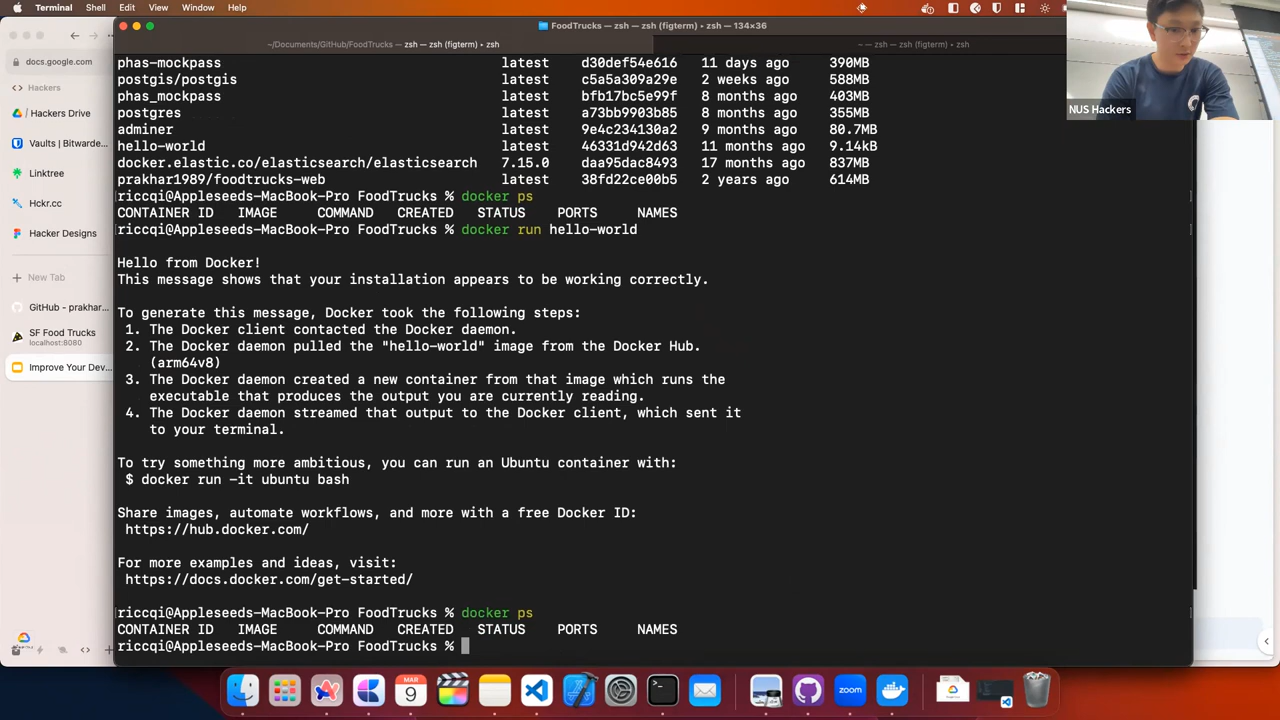 Terminal Shell Edit View Window Help
FoodTrucks — zsh — zsh (figterm) • zsh — 134×36
~/Documents/GitHub/FoodTrucks — zsh — zsh (figterm) • zsh
~ — zsh — zsh (figterm) • zsh
docs.google.com
Hackers
/ Hackers Drive
Vaults | Bitwarde...
Linktree
Hckr.cc
Hacker Designs
New Tab
GitHub - prakhar...
SF Food Trucks
localhost:8080
Improve Your Dev...
phas-mockpass latest d30def54e616 11 days ago 390MB
postgis/postgis latest c5a5a309a29e 2 weeks ago 588MB
phas_mockpass latest bfb17bc5e99f 8 months ago 403MB
postgres latest a73bb9903b85 8 months ago 355MB
adminer latest 9e4c234130a2 9 months ago 80.7MB
hello-world latest 46331d942d63 11 months ago 9.14kB
docker.elastic.co/elasticsearch/elasticsearch 7.15.0 daa95dac8493 17 months ago 837MB
prakhar1989/foodtrucks-web latest 38fd22ce00b5 2 years ago 614MB
riccqi@Appleseeds-MacBook-Pro FoodTrucks % docker ps
CONTAINER ID IMAGE COMMAND CREATED STATUS PORTS NAMES
riccqi@Appleseeds-MacBook-Pro FoodTrucks % docker run hello-world
Hello from Docker!
This message shows that your installation appears to be working correctly.
To generate this message, Docker took the following steps:
1. The Docker client contacted the Docker daemon.
2. The Docker daemon pulled the "hello-world" image from the Docker Hub.
(arm64v8)
3. The Docker daemon created a new container from that image which runs the
executable that produces the output you are currently reading.
4. The Docker daemon streamed that output to the Docker client, which sent it
to your terminal.
To try something more ambitious, you can run an Ubuntu container with:
$ docker run -it ubuntu bash
Share images, automate workflows, and more with a free Docker ID:
https://hub.docker.com/
For more examples and ideas, visit:
https://docs.docker.com/get-started/
riccqi@Appleseeds-MacBook-Pro FoodTrucks % docker ps
CONTAINER ID IMAGE COMMAND CREATED STATUS PORTS NAMES
riccqi@Appleseeds-MacBook-Pro FoodTrucks %
NUS Hackers
MAR
9
zoom